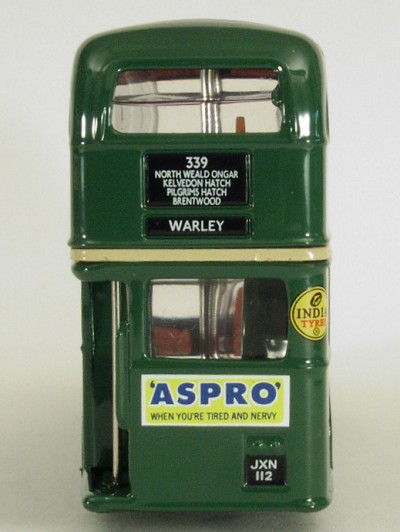 339
NORTH WEALD ONGAR
KELVEDON HATCH
PILGRIMS HATCH
BRENTWOOD
WARLEY
INDIA
TYRES
'ASPRO'
WHEN YOU'RE TIRED AND NERVY
JXN
112